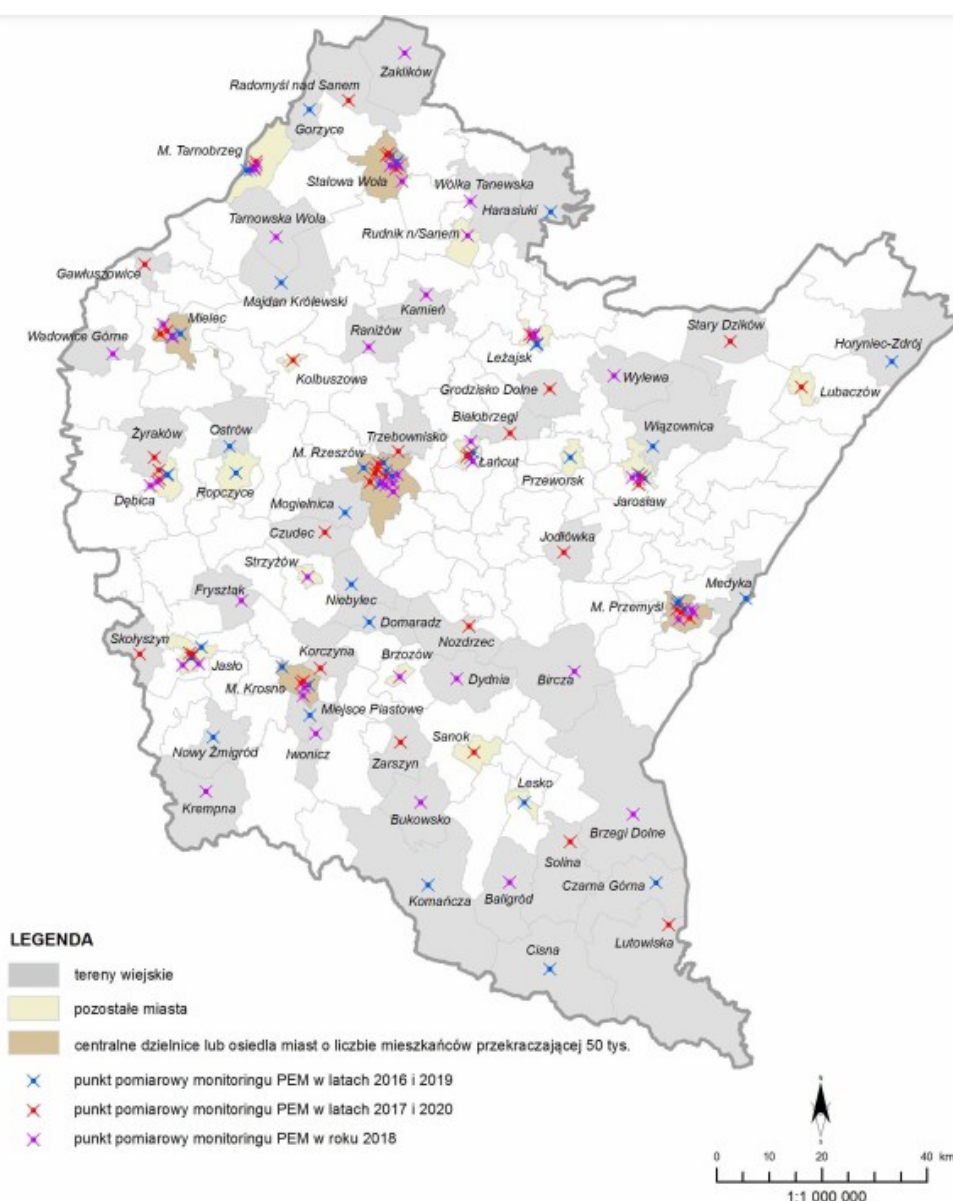 Żaklików
Radomyśl nad Sanem
Gorzyce
M. Tarnobrzeg
Stalowa Wola
Wólka Tanewska
Harasiuki
Tarnowska Wola
Rudnik n/Sanem
Gawłuszowice
Majdan Królewski
Kamień
Mielec
Wadowice Górne
Raniżów
Stary Dzików
Horyniec-Zdrój
Leżajsk
Kolbuszowa
Wylewa
Grodzisko Dolne
Lubaczów
Białobrzegi
Wiązownica
Żyraków
Ostrów
Trzebownisko
M. Rzeszów
Łańcut
Przeworsk
Dębica
Ropczyce
Jarosław
Mogielnica
Czudec
Jodłówka
Strzyżów
Medyka
Frysztak
Niebylec
M. Przemyśl
Domaradz
Skołyszyn
Nozdrzec
Korczyna
Brzozów
Jasło
Dydnia
Bircza
M. Krosno
Miejsce Piastowe
Sanok
Nowy Żmigród
Iwonicz
Zarszyn
Lesko
Krempna
Bukowsko
Brzegi Dolne
Solina
Komańcza
Baligród
Czarna Górna
Lutowiska
Cisna
LEGENDA
tereny wiejskie
pozostałe miasta
centralne dzielnice lub osiedla miast o liczbie mieszkańców przekraczającej 50 tys.
punkt pomiarowy monitoringu PEM w latach 2016 i 2019
punkt pomiarowy monitoringu PEM w latach 2017 i 2020
punkt pomiarowy monitoringu PEM w roku 2018
0 10 20 40 km
1:1 000 000